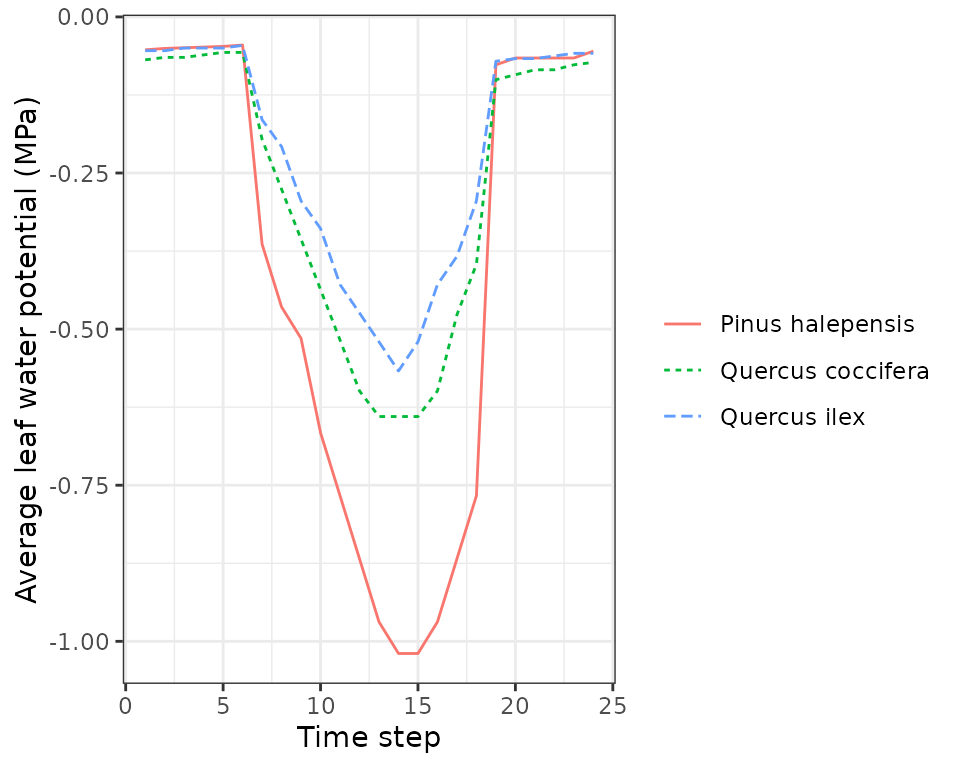 Average leaf water potential (MPa)
0.00
-0.25
-0.50
-0.75
-1.00
0 5 10 15 20 25
Time step
Pinus halepensis
Quercus coccifera
Quercus ilex